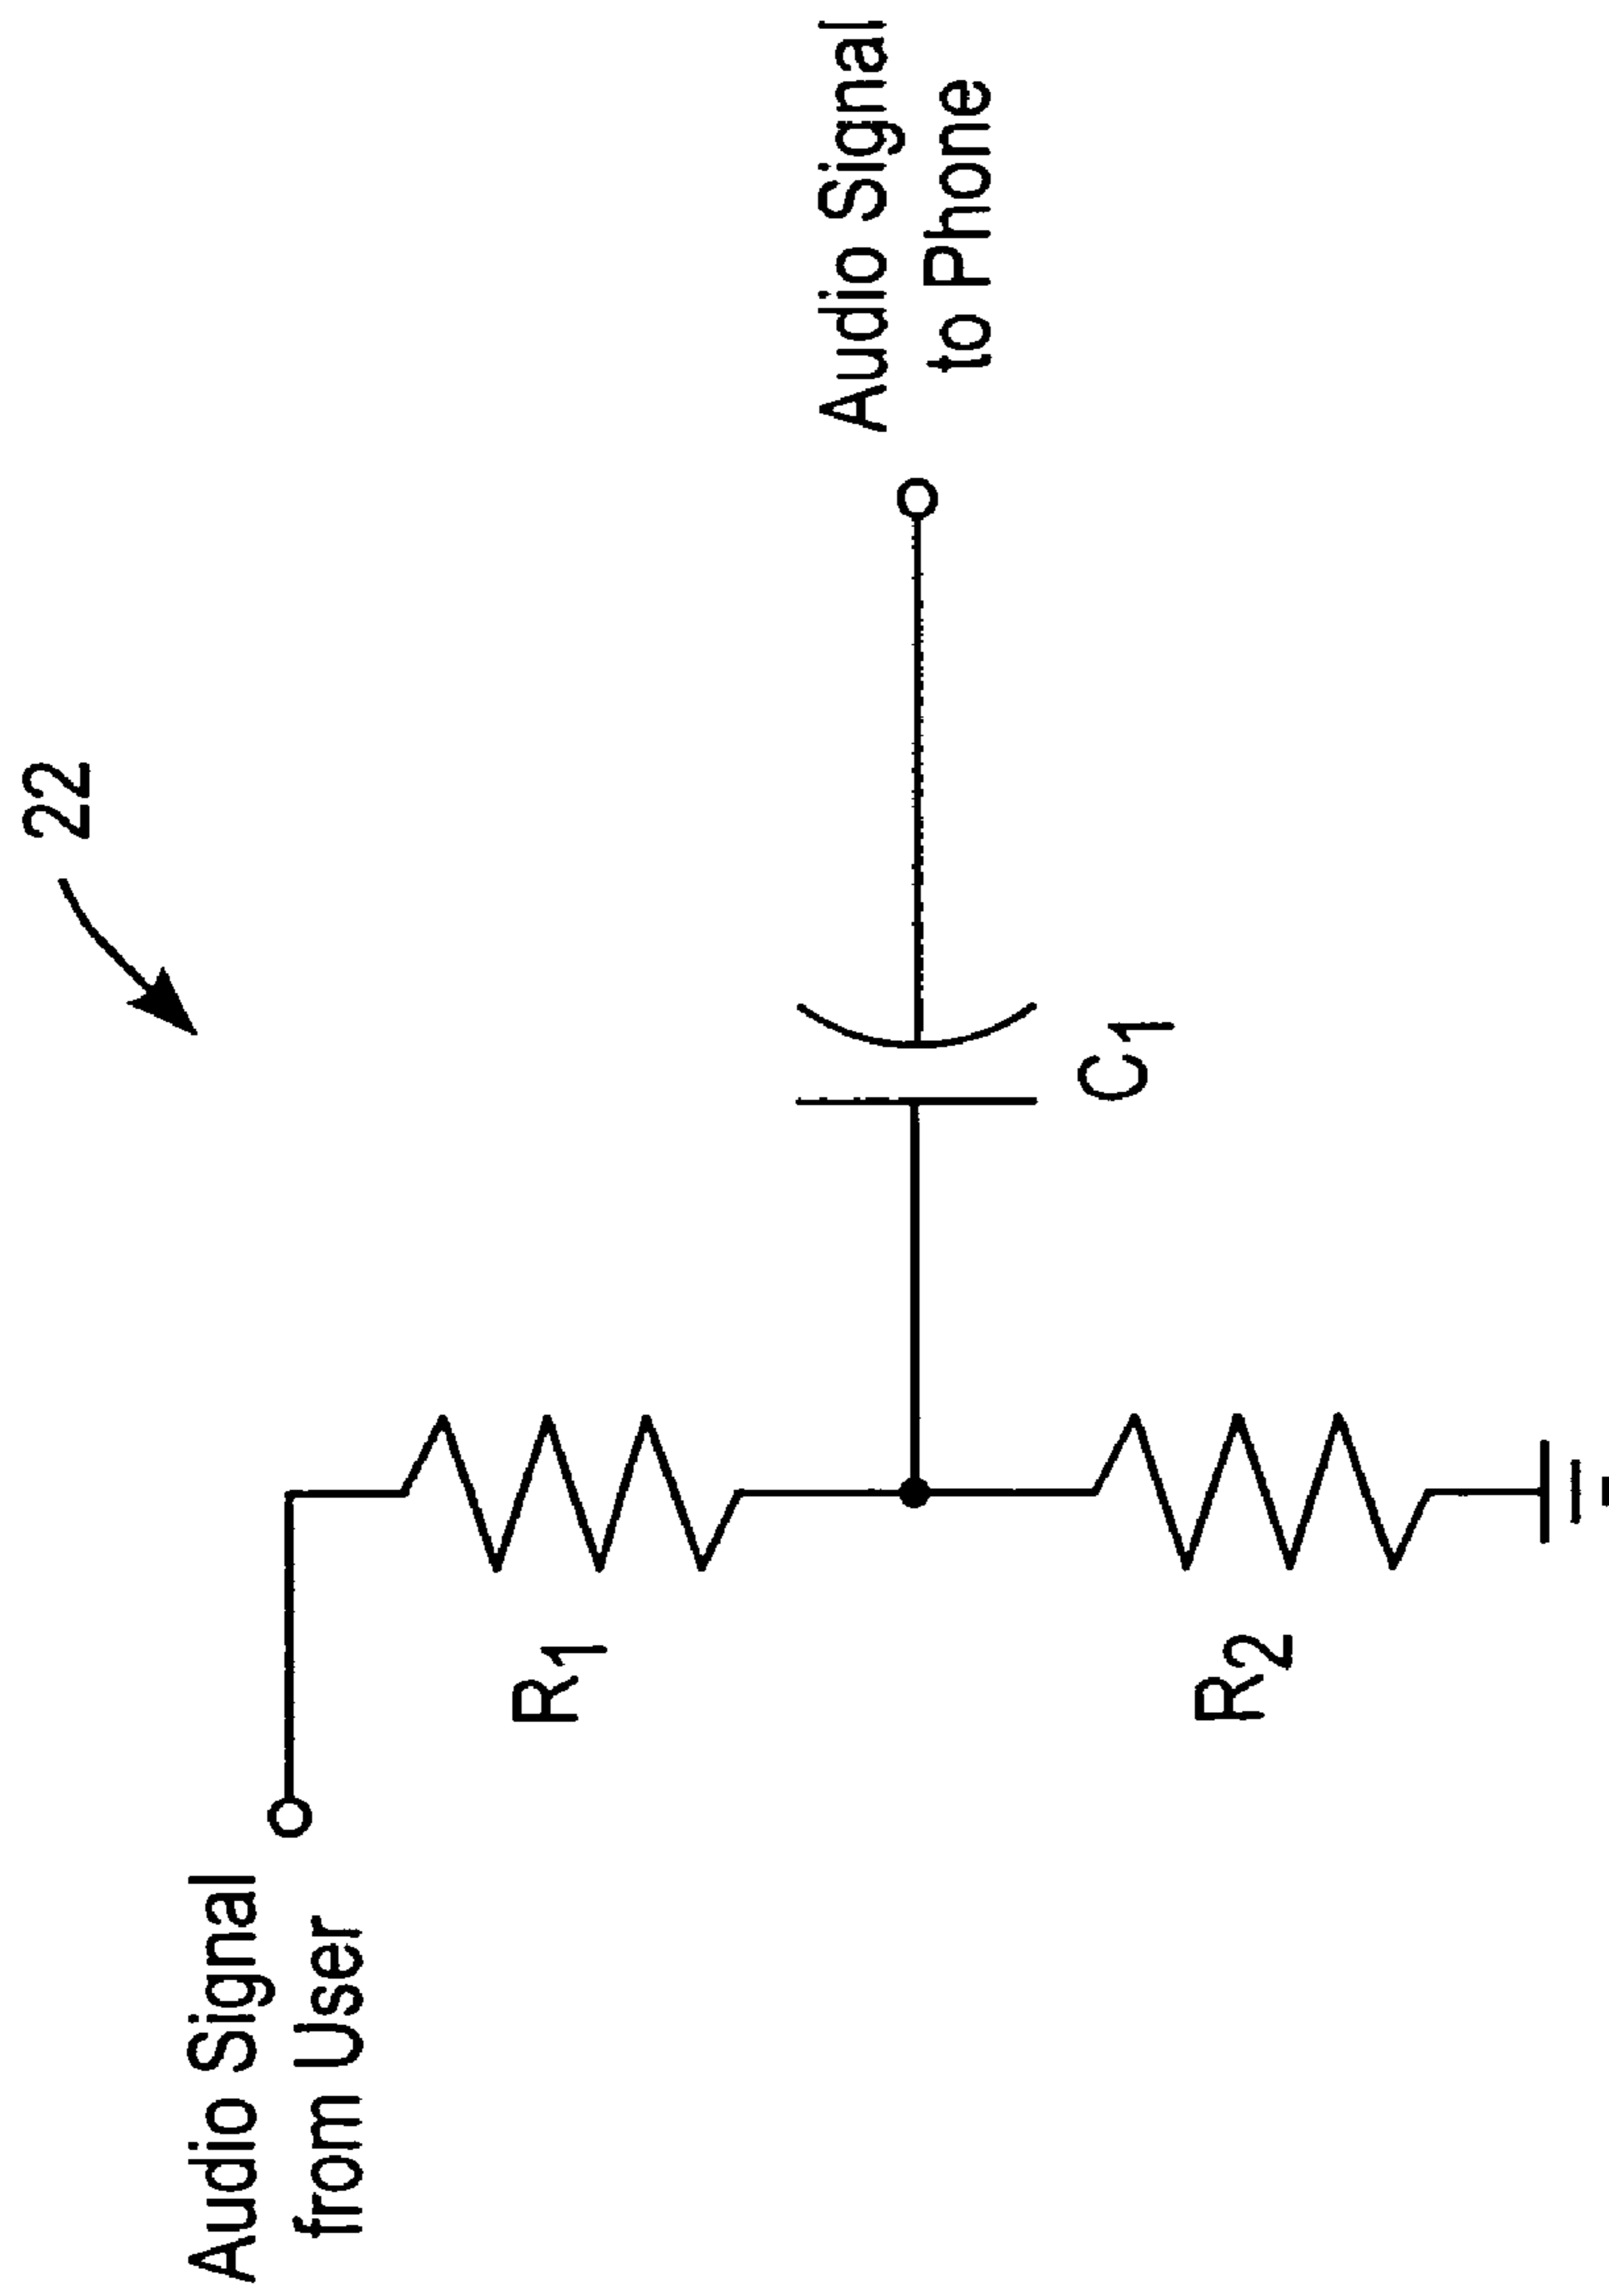 22
Audio Signal
from User
R1
Audio Signal
to Phone
C1
R2